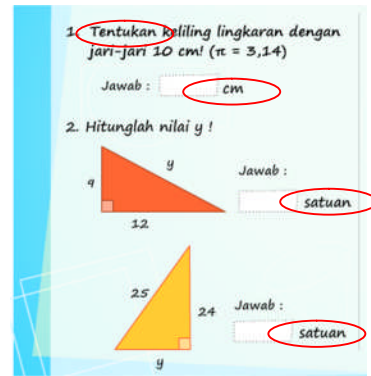 1. Tentukan keliling lingkaran dengan
jari-jari 10 cm! (π = 3,14)
Jawab : cm
2. Hitunglah nilai y !
y
Jawab :
9
satuan
12
25
24
Jawab :
satuan
y